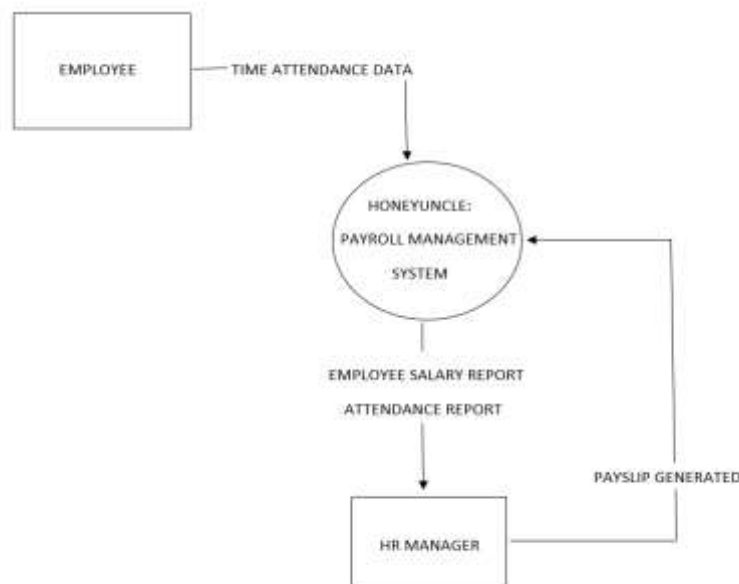 EMPLOYEE
TIME ATTENDANCE DATA
HONEYUNCLE:
PAYROLL MANAGEMENT
SYSTEM
EMPLOYEE SALARY REPORT
ATTENDANCE REPORT
PAYSLIP GENERATED
HR MANAGER